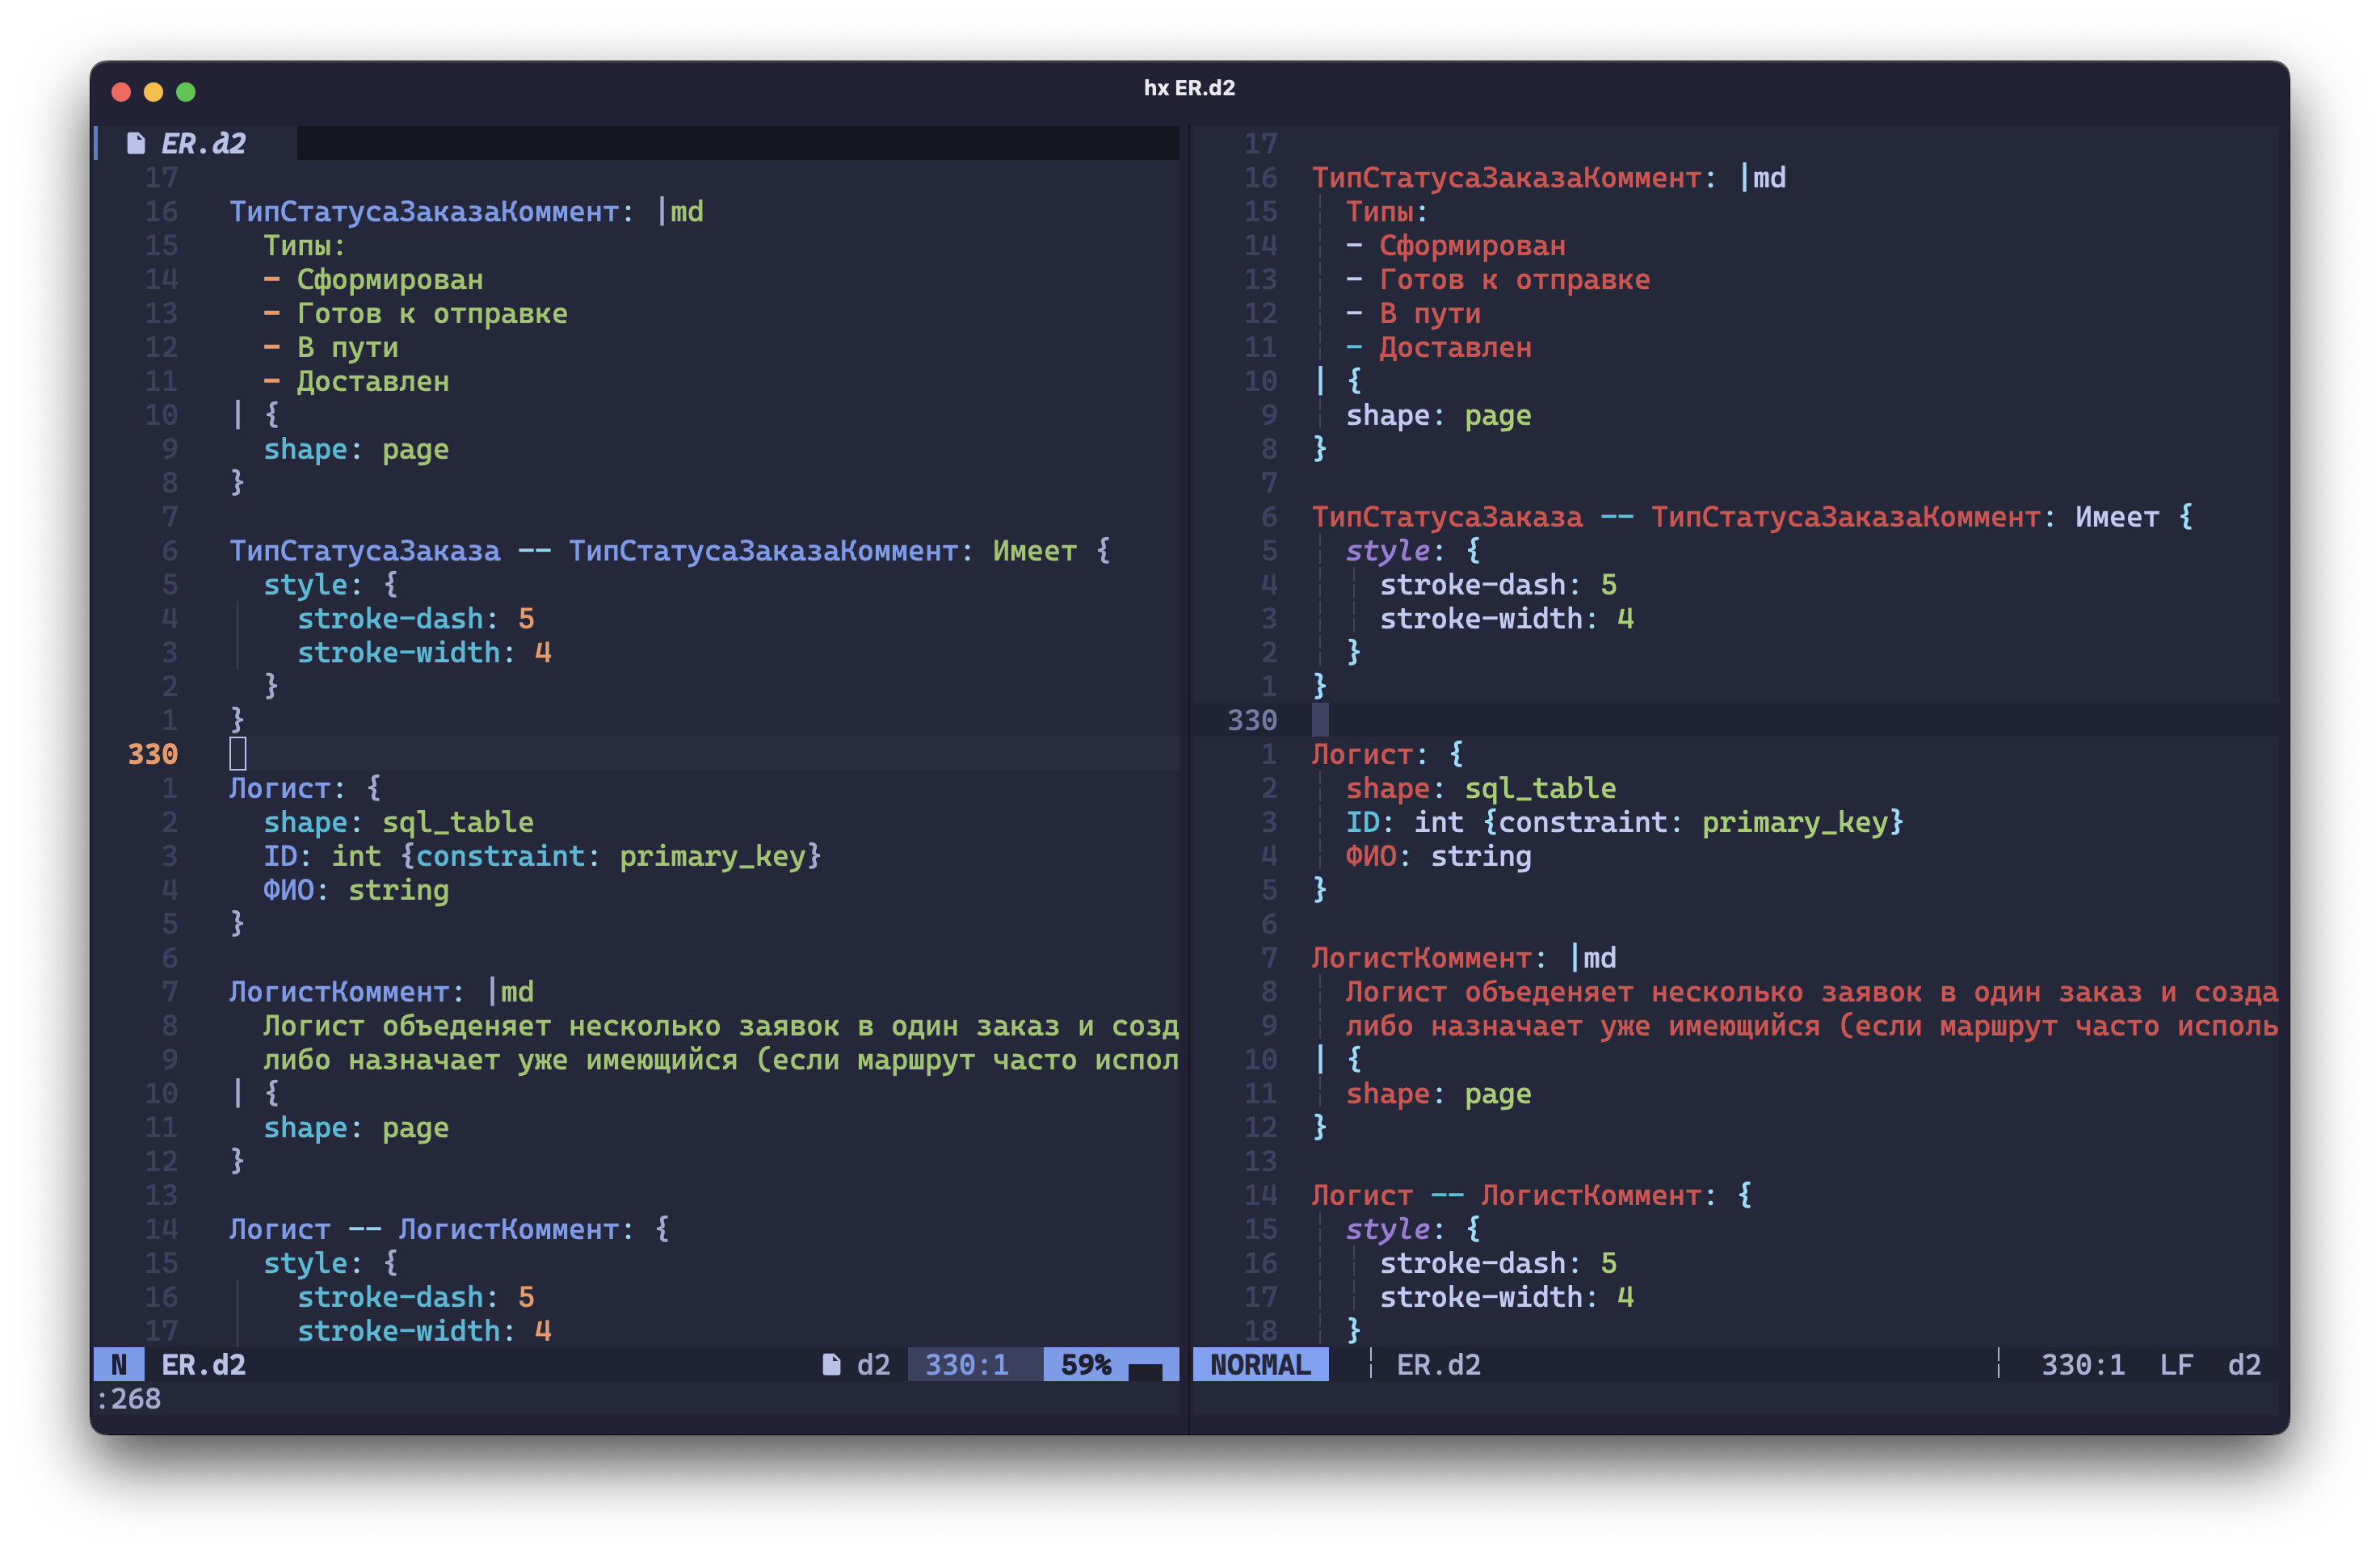 hx ER.d2
ER.d2
17
16 ТипСтатусаЗаказаКоммент: |md
15 Типы:
14 - Сформирован
13 - Готов к отправке
12 - В пути
11 - Доставлен
10 | {
9 shape: page
8 }
7
6 ТипСтатусаЗаказа -- ТипСтатусаЗаказаКоммент: Имеет {
5 style: {
4 stroke-dash: 5
3 stroke-width: 4
2 }
1 }
330
1 Логист: {
2 shape: sql_table
3 ID: int {constraint: primary_key}
4 ФИО: string
5 }
6
7 ЛогистКоммент: |md
8 Логист объеденяет несколько заявок в один заказ и созд
9 либо назначает уже имеющийся (если маршрут часто испол
10 | {
11 shape: page
12 }
13
14 Логист -- ЛогистКоммент: {
15 style: {
16 stroke-dash: 5
17 stroke-width: 4
N ER.d2 d2 330:1 59%
:268
17
16 ТипСтатусаЗаказаКоммент: |md
15 Типы:
14 - Сформирован
13 - Готов к отправке
12 - В пути
11 - Доставлен
10 | {
9 shape: page
8 }
7
6 ТипСтатусаЗаказа -- ТипСтатусаЗаказаКоммент: Имеет {
5 style: {
4 stroke-dash: 5
3 stroke-width: 4
2 }
1 }
330
1 Логист: {
2 shape: sql_table
3 ID: int {constraint: primary_key}
4 ФИО: string
5 }
6
7 ЛогистКоммент: |md
8 Логист объеденяет несколько заявок в один заказ и созда
9 либо назначает уже имеющийся (если маршрут часто исполь
10 | {
11 shape: page
12 }
13
14 Логист -- ЛогистКоммент: {
15 style: {
16 stroke-dash: 5
17 stroke-width: 4
18 }
NORMAL ER.d2 330:1 LF d2